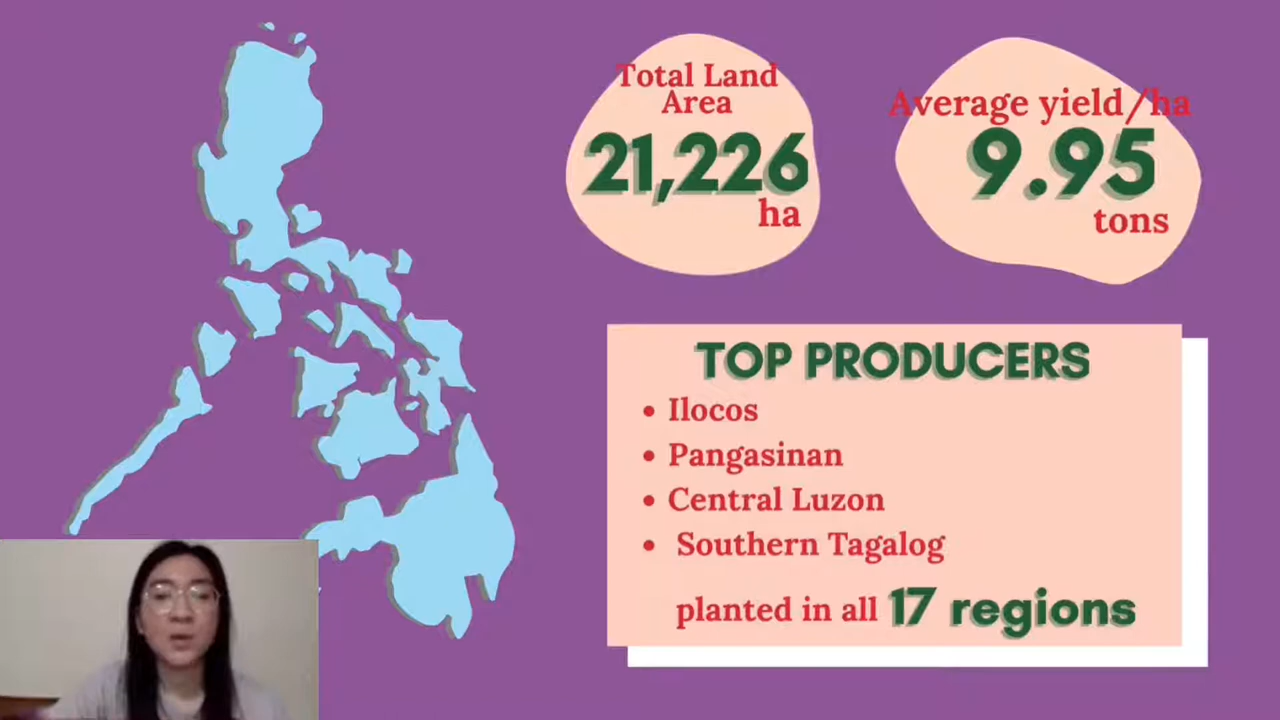 Total Land
Area
21,226
ha
Average yield/ha
9.95
tons
TOP PRODUCERS
• Ilocos
• Pangasinan
• Central Luzon
• Southern Tagalog
planted in all 17 regions